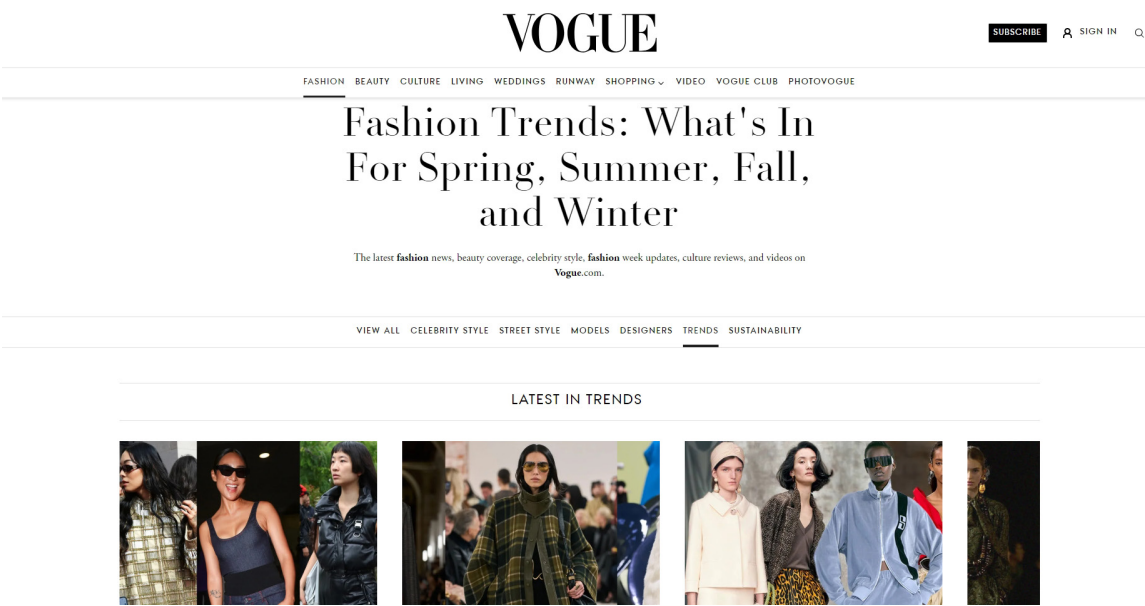 VOGUE
SUBSCRIBE
SIGN IN
FASHION BEAUTY CULTURE LIVING WEDDINGS RUNWAY SHOPPING VIDEO VOGUE CLUB PHOTOVOGUE
Fashion Trends: What's In
For Spring, Summer, Fall,
and Winter
The latest fashion news, beauty coverage, celebrity style, fashion week updates, culture reviews, and videos on
Vogue.com.
VIEW ALL CELEBRITY STYLE STREET STYLE MODELS DESIGNERS TRENDS SUSTAINABILITY
LATEST IN TRENDS